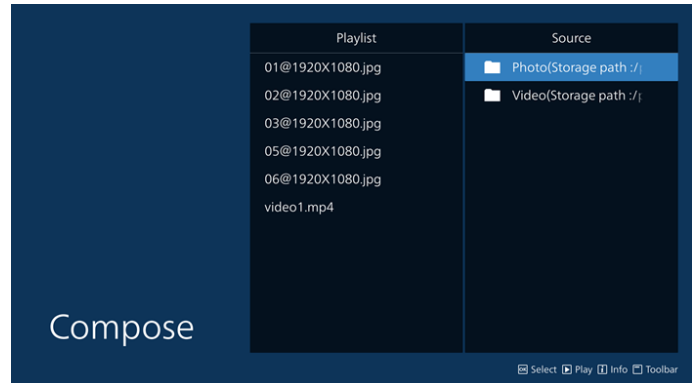 Playlist
01@1920X1080.jpg
02@1920X1080.jpg
03@1920X1080.jpg
05@1920X1080.jpg
06@1920X1080.jpg
video1.mp4
Source
Photo(Storage path :/
Video(Storage path :/
Compose
OK Select Play i Info Toolbar